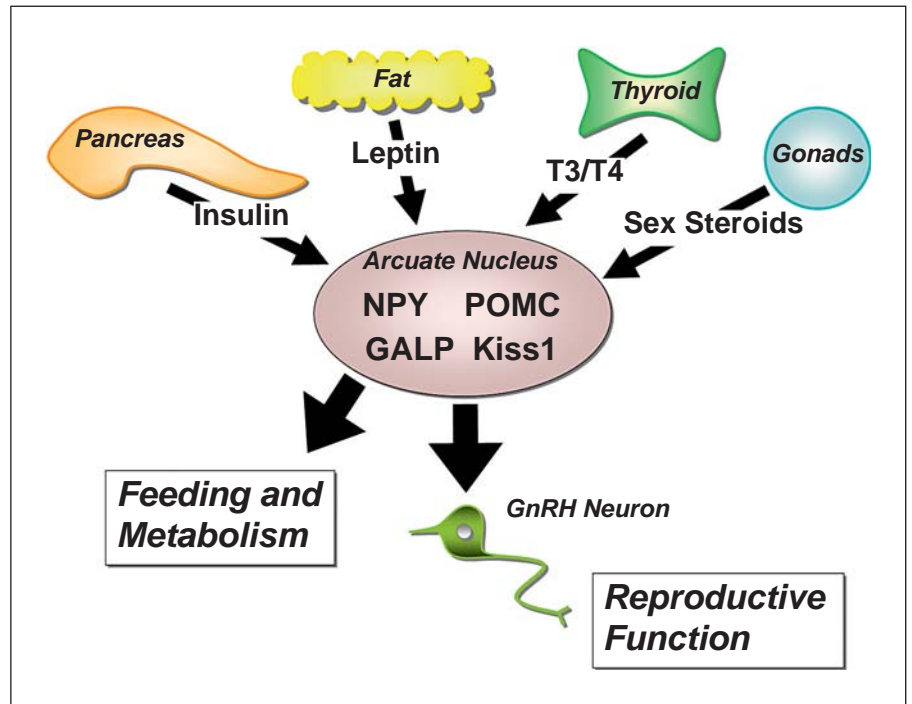 Fat
Thyroid
Pancreas
Gonads
Leptin
T3/T4
Insulin
Sex Steroids
Arcuate Nucleus
NPY POMC
GALP Kiss1
Feeding and
Metabolism
GnRH Neuron
Reproductive
Function